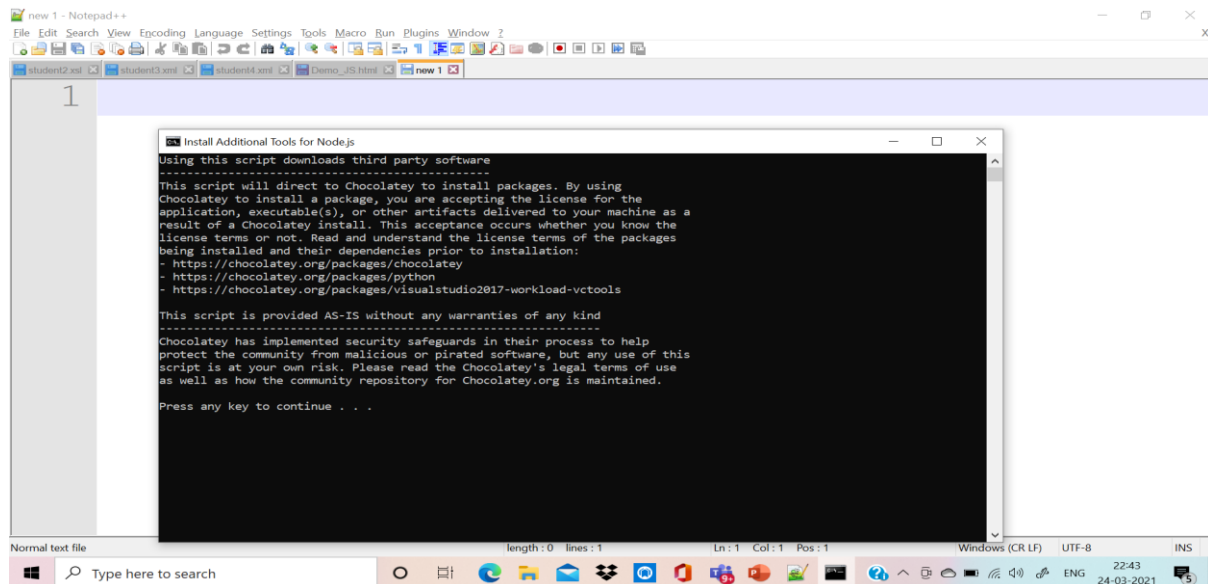 new 1 - Notepad++
File Edit Search View Encoding Language Settings Tools Macro Run Plugins Window ?
X
student2.xsl student3.xml student4.xml Demo_JS.html new 1
1
Install Additional Tools for Node.js
Using this script downloads third party software
------------------------------------------------
This script will direct to Chocolatey to install packages. By using
Chocolatey to install a package, you are accepting the license for the
application, executable(s), or other artifacts delivered to your machine as a
result of a Chocolatey install. This acceptance occurs whether you know the
license terms or not. Read and understand the license terms of the packages
being installed and their dependencies prior to installation:
- https://chocolatey.org/packages/chocolatey
- https://chocolatey.org/packages/python
- https://chocolatey.org/packages/visualstudio2017-workload-vctools
This script is provided AS-IS without any warranties of any kind
----------------------------------------------------------------
Chocolatey has implemented security safeguards in their process to help
protect the community from malicious or pirated software, but any use of this
script is at your own risk. Please read the Chocolatey's legal terms of use
as well as how the community repository for Chocolatey.org is maintained.
Press any key to continue . . .
Normal text file length : 0 lines : 1 Ln : 1 Col : 1 Pos : 1 Windows (CR LF) UTF-8 INS
Type here to search
ENG
22:43
24-03-2021
5